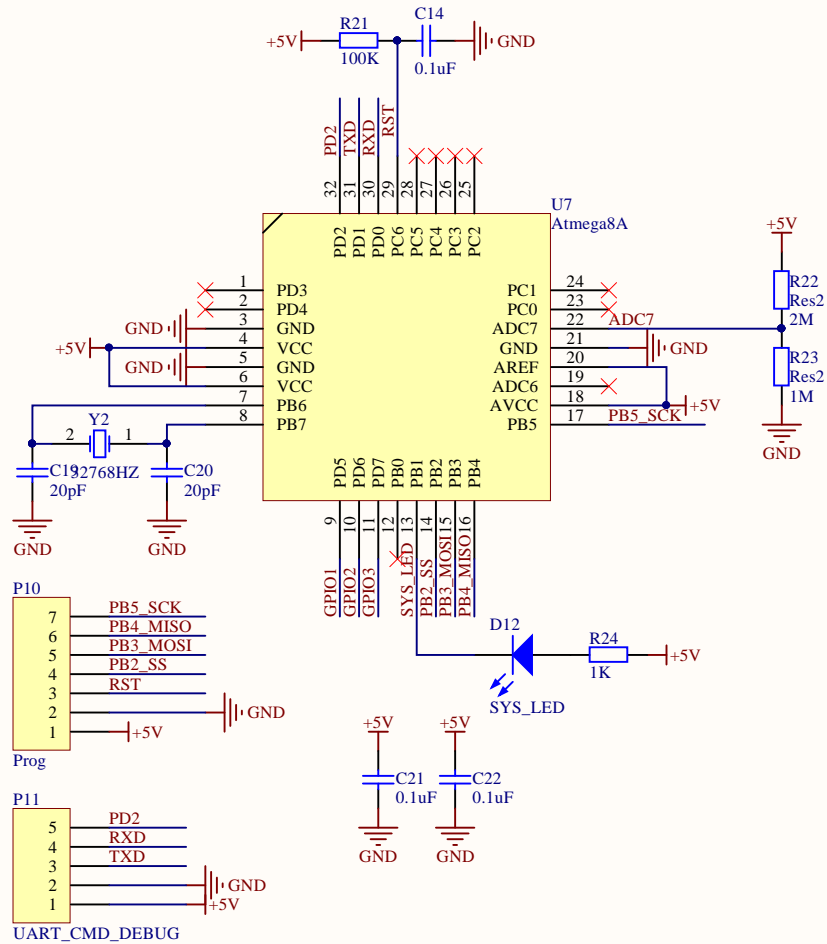 R21
C14
+5V
GND
100K
0.1uF
PD2
TXD
RXD
RST
32
31
30
29
28
27
26
25
U7
Atmega8A
PD2
PD1
PD0
PC6
PC5
PC4
PC3
PC2
+5V
1 PD3
2 PD4
GND 3 GND
+5V 4 VCC
GND 5 GND
6 VCC
7 PB6
8 PB7
PC1 24
PC0 23
ADC7 22 ADC7
GND 21 GND
AREF 20
ADC6 19
AVCC 18 +5V
PB5 17 PB5_SCK
R22
Res2
2M
R23
Res2
1M
GND
Y2
2 1
C19 32768HZ
20pF
C20
20pF
GND
GND
PD5
PD6
PD7
PB0
PB1
PB2
PB3
PB4
9
10
11
12
13
14
15
16
GPIO1
GPIO2
GPIO3
SYS_LED
PB2_SS
PB3_MOSI
PB4_MISO
D12
R24
+5V
1K
SYS_LED
P10
7 PB5_SCK
6 PB4_MISO
5 PB3_MOSI
4 PB2_SS
3 RST
2 GND
1 +5V
Prog
+5V
+5V
C21
0.1uF
C22
0.1uF
GND
GND
P11
5 PD2
4 RXD
3 TXD
2 GND
1 +5V
UART_CMD_DEBUG